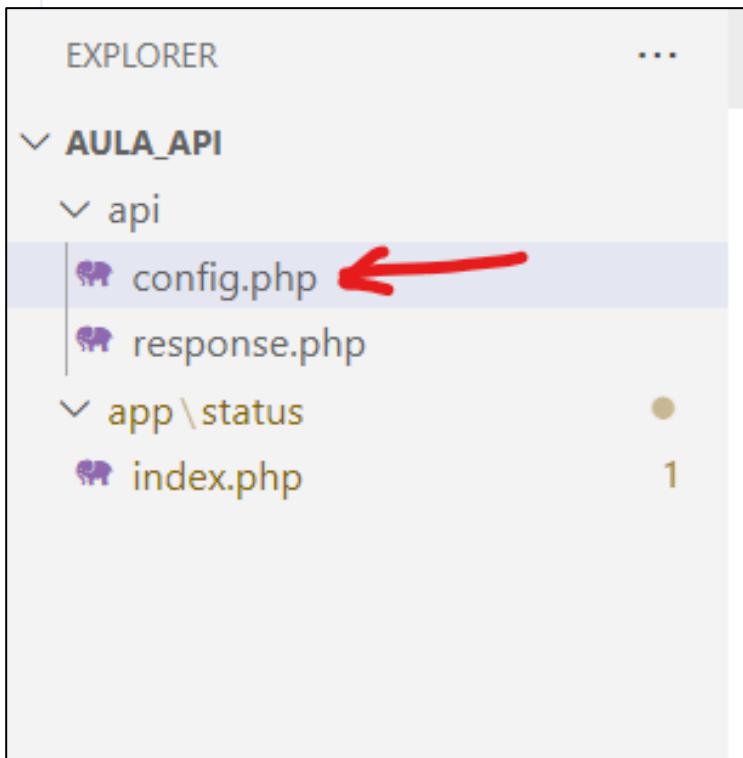 EXPLORER ...
AULA_API
api
config.php
response.php
app\status
index.php 1